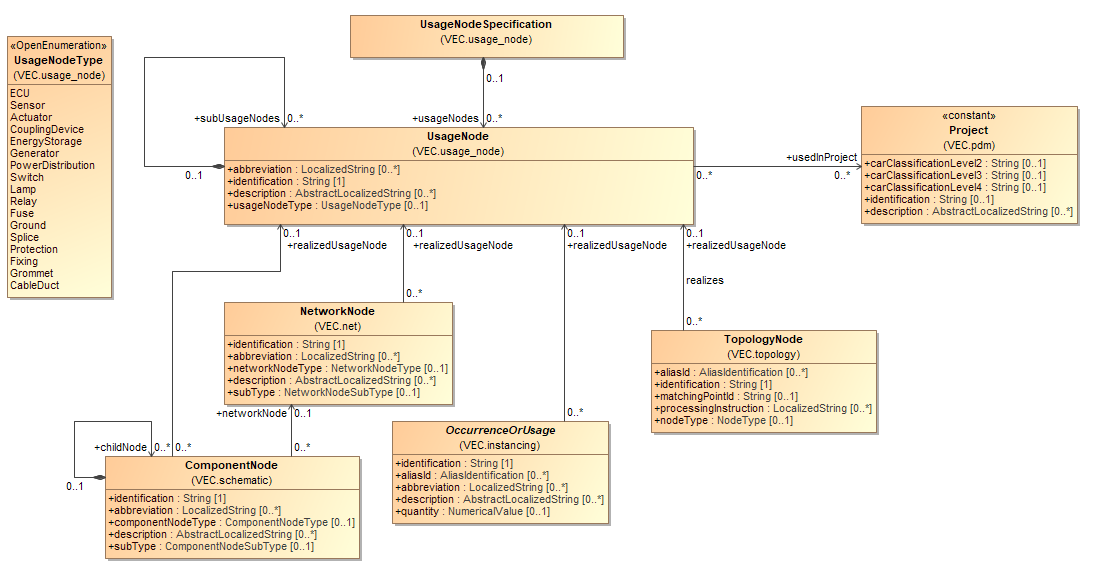 UsageNodeSpecification
(VEC.usage_node)
«OpenEnumeration»
UsageNodeType
(VEC.usage_node)
ECU
Sensor
Actuator
CouplingDevice
EnergyStorage
Generator
PowerDistribution
Switch
Lamp
Relay
Fuse
Ground
Splice
Protection
Fixing
Grommet
CableDuct
0..1
+subUsageNodes 0..*
+usageNodes 0..*
0..1
UsageNode
(VEC.usage_node)
+abbreviation : LocalizedString [0..*]
+identification : String [1]
+description : AbstractLocalizedString [0..*]
+usageNodeType : UsageNodeType [0..1]
+usedInProject
0..*
0..*
«constant»
Project
(VEC.pdm)
+carClassificationLevel2 : String [0..1]
+carClassificationLevel3 : String [0..1]
+carClassificationLevel4 : String [0..1]
+identification : String [0..1]
+description : AbstractLocalizedString [0..*]
0..1
+realizedUsageNode
0..1
+realizedUsageNode
0..1
+realizedUsageNode
0..1
+realizedUsageNode
realizes
0..*
0..*
NetworkNode
(VEC.net)
+identification : String [1]
+abbreviation : LocalizedString [0..*]
+networkNodeType : NetworkNodeType [0..1]
+description : AbstractLocalizedString [0..*]
+subType : NetworkNodeSubType [0..1]
TopologyNode
(VEC.topology)
+aliasId : AliasIdentification [0..*]
+identification : String [1]
+matchingPointId : String [0..1]
+processingInstruction : LocalizedString [0..*]
+nodeType : NodeType [0..1]
+networkNode 0..1
0..*
0..*
+childNode 0..* 0..*
0..1
OccurrenceOrUsage
(VEC.instancing)
+identification : String [1]
+aliasId : AliasIdentification [0..*]
+abbreviation : LocalizedString [0..*]
+description : AbstractLocalizedString [0..*]
+quantity : NumericalValue [0..1]
ComponentNode
(VEC.schematic)
+identification : String [1]
+abbreviation : LocalizedString [0..*]
+componentNodeType : ComponentNodeType [0..1]
+description : AbstractLocalizedString [0..*]
+subType : ComponentNodeSubType [0..1]